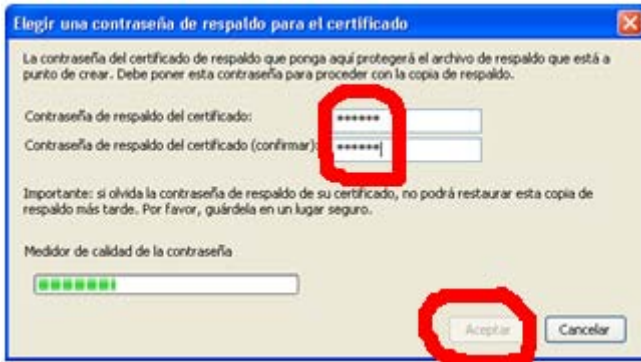 Elegir una contraseña de respaldo para el certificado
La contraseña del certificado de respaldo que ponga aquí protegerá el archivo de respaldo que está a
punto de crear. Debe poner esta contraseña para proceder con la copia de respaldo.
Contraseña de respaldo del certificado: ******
Contraseña de respaldo del certificado (confirmar): ******
Importante: si olvida la contraseña de respaldo de su certificado, no podrá restaurar esta copia de
respaldo más tarde. Por favor, guárdela en un lugar seguro.
Medidor de calidad de la contraseña
Aceptar Cancelar